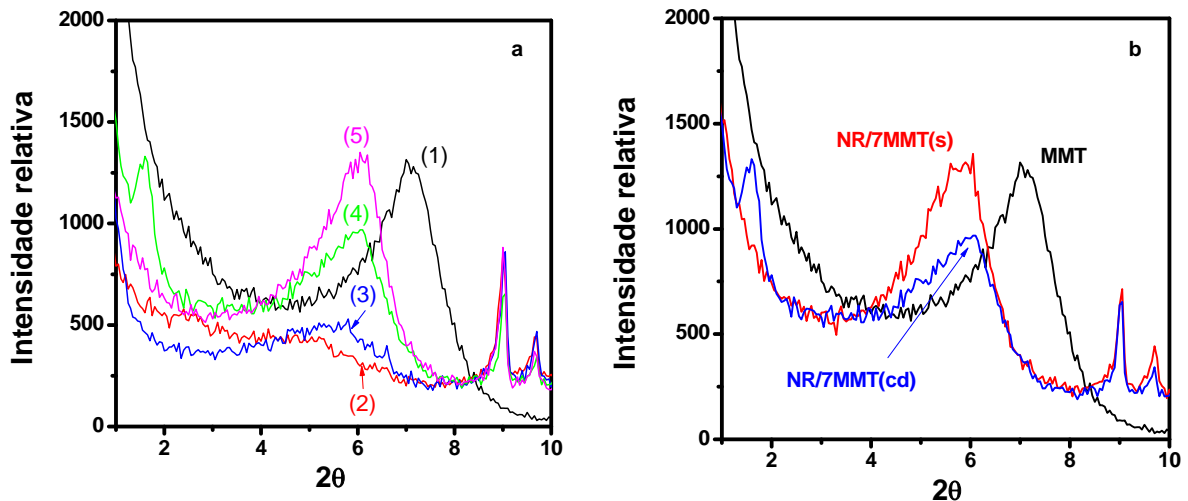 a
2000
1500
1000
500
0
2
4
6
8
10
Intensidade relativa
2θ
(1)
(2)
(3)
(4)
(5)
b
2000
1500
1000
500
0
2
4
6
8
10
Intensidade relativa
2θ
NR/7MMT(s)
MMT
NR/7MMT(cd)